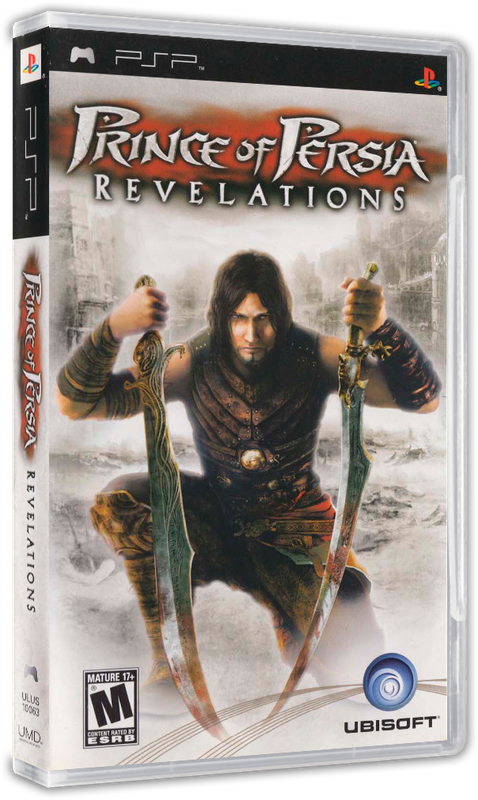 PSP™
PRINCE OF PERSIA
REVELATIONS
MATURE 17+
M
®
CONTENT RATED BY
ESRB
UBISOFT
PSP
PRINCE OF PERSIA
REVELATIONS
ULUS
10063
UMD